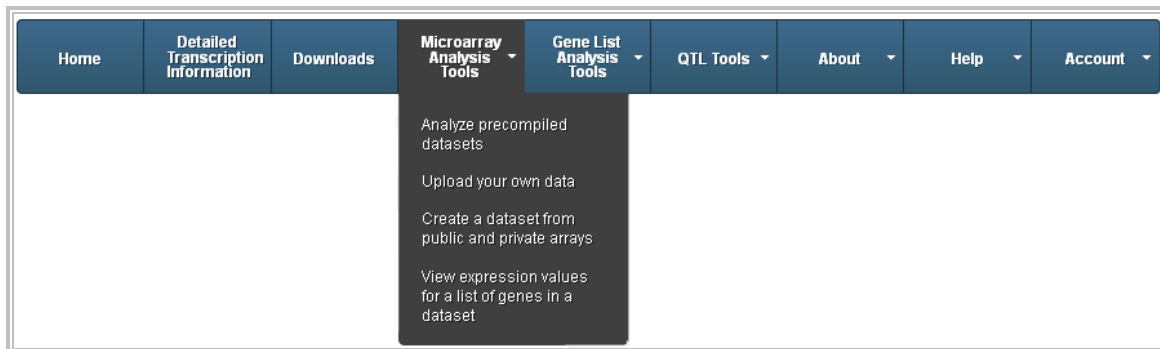 Home
Detailed
Transcription
Information
Downloads
Microarray
Analysis
Tools
Gene List
Analysis
Tools
QTL Tools
About
Help
Account
Analyze precompiled
datasets
Upload your own data
Create a dataset from
public and private arrays
View expression values
for a list of genes in a
dataset